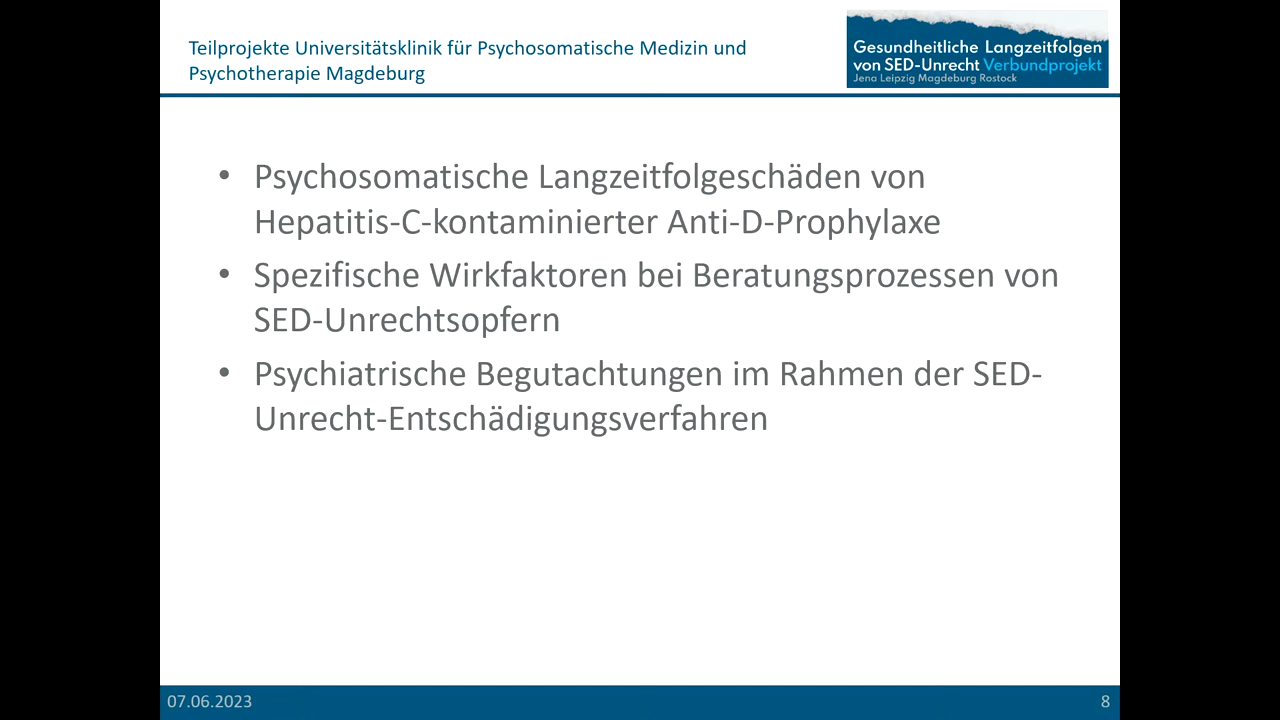 Teilprojekte Universitätsklinik für Psychosomatische Medizin und
Psychotherapie Magdeburg
Gesundheitliche Langzeitfolgen
von SED-Unrecht Verbundprojekt
Jena Leipzig Magdeburg Rostock
• Psychosomatische Langzeitfolgeschäden von
Hepatitis-C-kontaminierter Anti-D-Prophylaxe
• Spezifische Wirkfaktoren bei Beratungsprozessen von
SED-Unrechtsopfern
• Psychiatrische Begutachtungen im Rahmen der SED-
Unrecht-Entschädigungsverfahren
07.06.2023
8